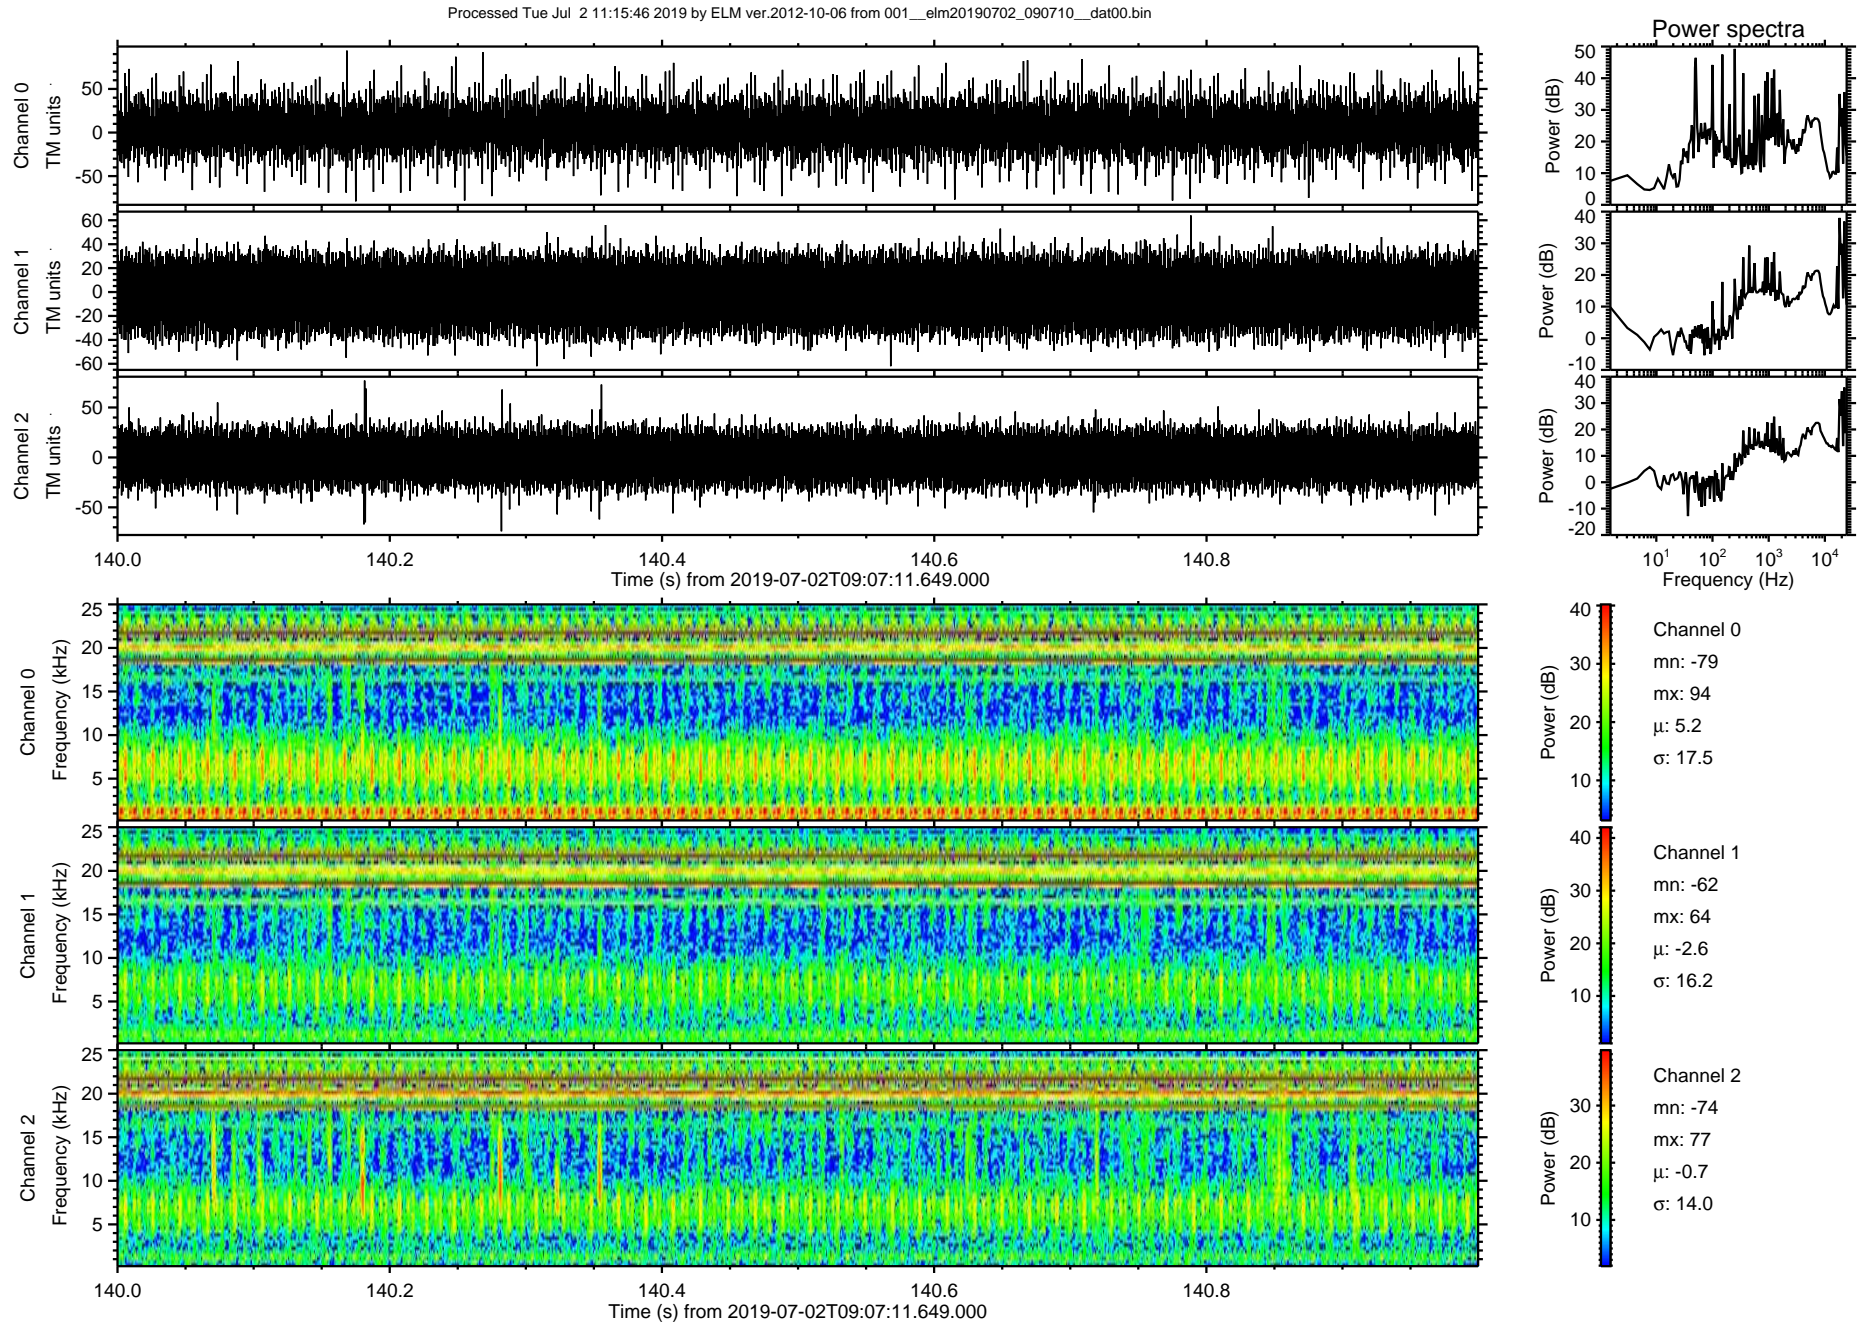 Processed Tue Jul  2 11:15:46 2019 by ELM ver.2012-10-06 from 001__elm20190702_090710__dat00.bin
Power spectra
Channel 0
TM units
50
0
-50
Power (dB)
50
40
30
20
10
0
Channel 1
TM units
60
40
20
0
-20
-40
-60
Power (dB)
40
30
20
10
0
-10
Channel 2
TM units
50
0
-50
Power (dB)
40
30
20
10
0
-10
-20
140.0 140.2 140.4 140.6 140.8
Time (s) from 2019-07-02T09:07:11.649.000
10^1 10^2 10^3 10^4
Frequency (Hz)
Channel 0
Frequency (kHz)
25
20
15
10
5
Power (dB)
40
30
20
10
Channel 0
mn: -79
mx: 94
μ: 5.2
σ: 17.5
Channel 1
Frequency (kHz)
25
20
15
10
5
Power (dB)
40
30
20
10
Channel 1
mn: -62
mx: 64
μ: -2.6
σ: 16.2
Channel 2
Frequency (kHz)
25
20
15
10
5
Power (dB)
30
20
10
Channel 2
mn: -74
mx: 77
μ: -0.7
σ: 14.0
140.0 140.2 140.4 140.6 140.8
Time (s) from 2019-07-02T09:07:11.649.000